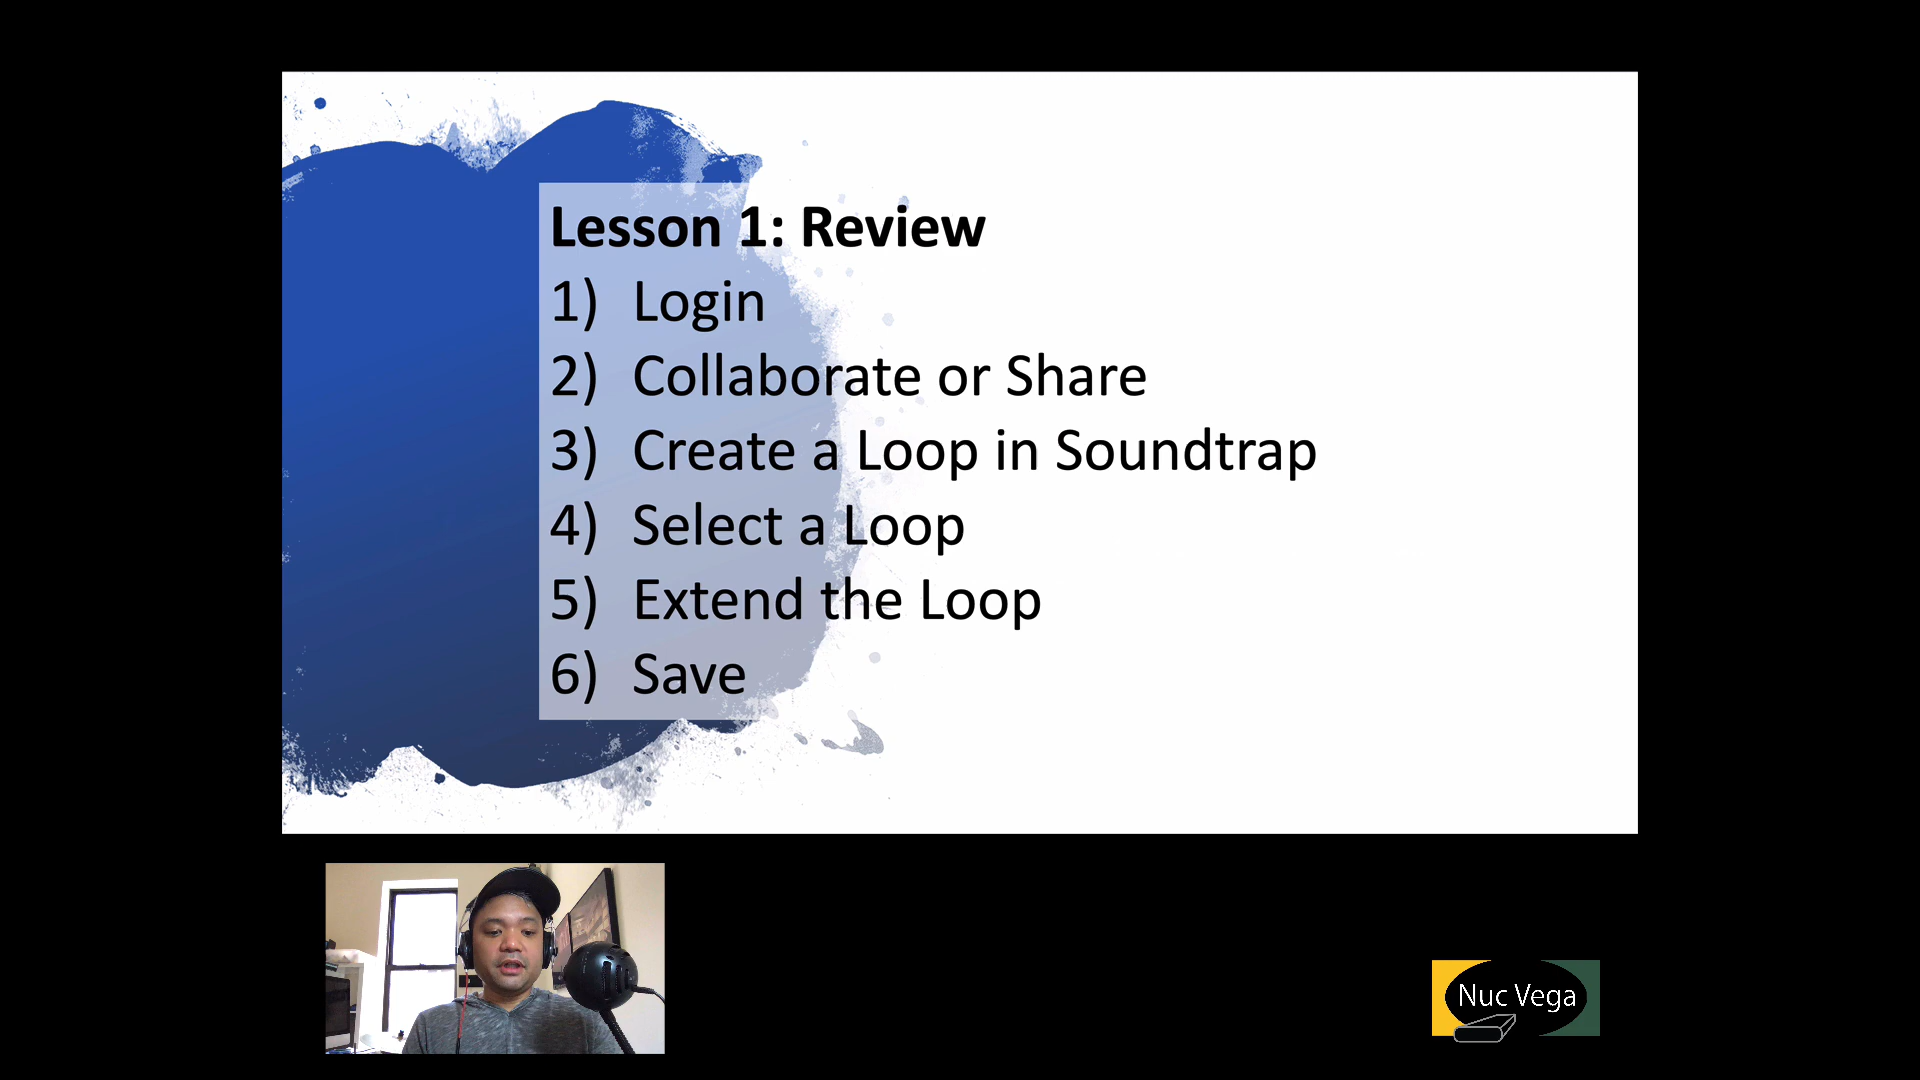 Lesson 1: Review
1) Login
2) Collaborate or Share
3) Create a Loop in Soundtrap
4) Select a Loop
5) Extend the Loop
6) Save
Nuc Vega